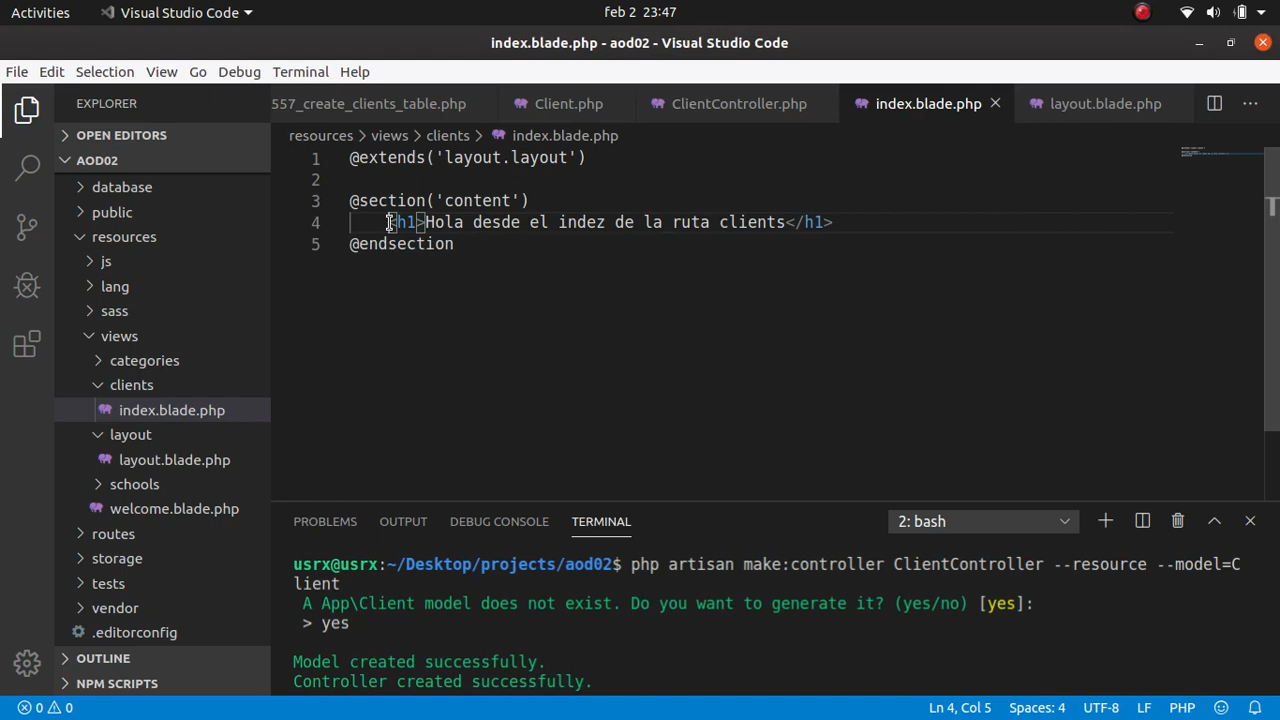 Activities Visual Studio Code feb 2 23:47
index.blade.php - aod02 - Visual Studio Code
File Edit Selection View Go Debug Terminal Help
EXPLORER
OPEN EDITORS
AOD02
database
public
resources
js
lang
sass
views
categories
clients
index.blade.php
layout
layout.blade.php
schools
welcome.blade.php
routes
storage
tests
vendor
.editorconfig
OUTLINE
NPM SCRIPTS
557_create_clients_table.php Client.php ClientController.php index.blade.php layout.blade.php
resources > views > clients > index.blade.php
1 @extends('layout.layout')
2
3 @section('content')
4 <h1>Hola desde el indez de la ruta clients</h1>
5 @endsection
PROBLEMS OUTPUT DEBUG CONSOLE TERMINAL 2: bash
usrx@usrx:~/Desktop/projects/aod02$ php artisan make:controller ClientController --resource --model=C
lient
A App\Client model does not exist. Do you want to generate it? (yes/no) [yes]:
> yes
Model created successfully.
Controller created successfully.
0 0 Ln 4, Col 5 Spaces: 4 UTF-8 LF PHP